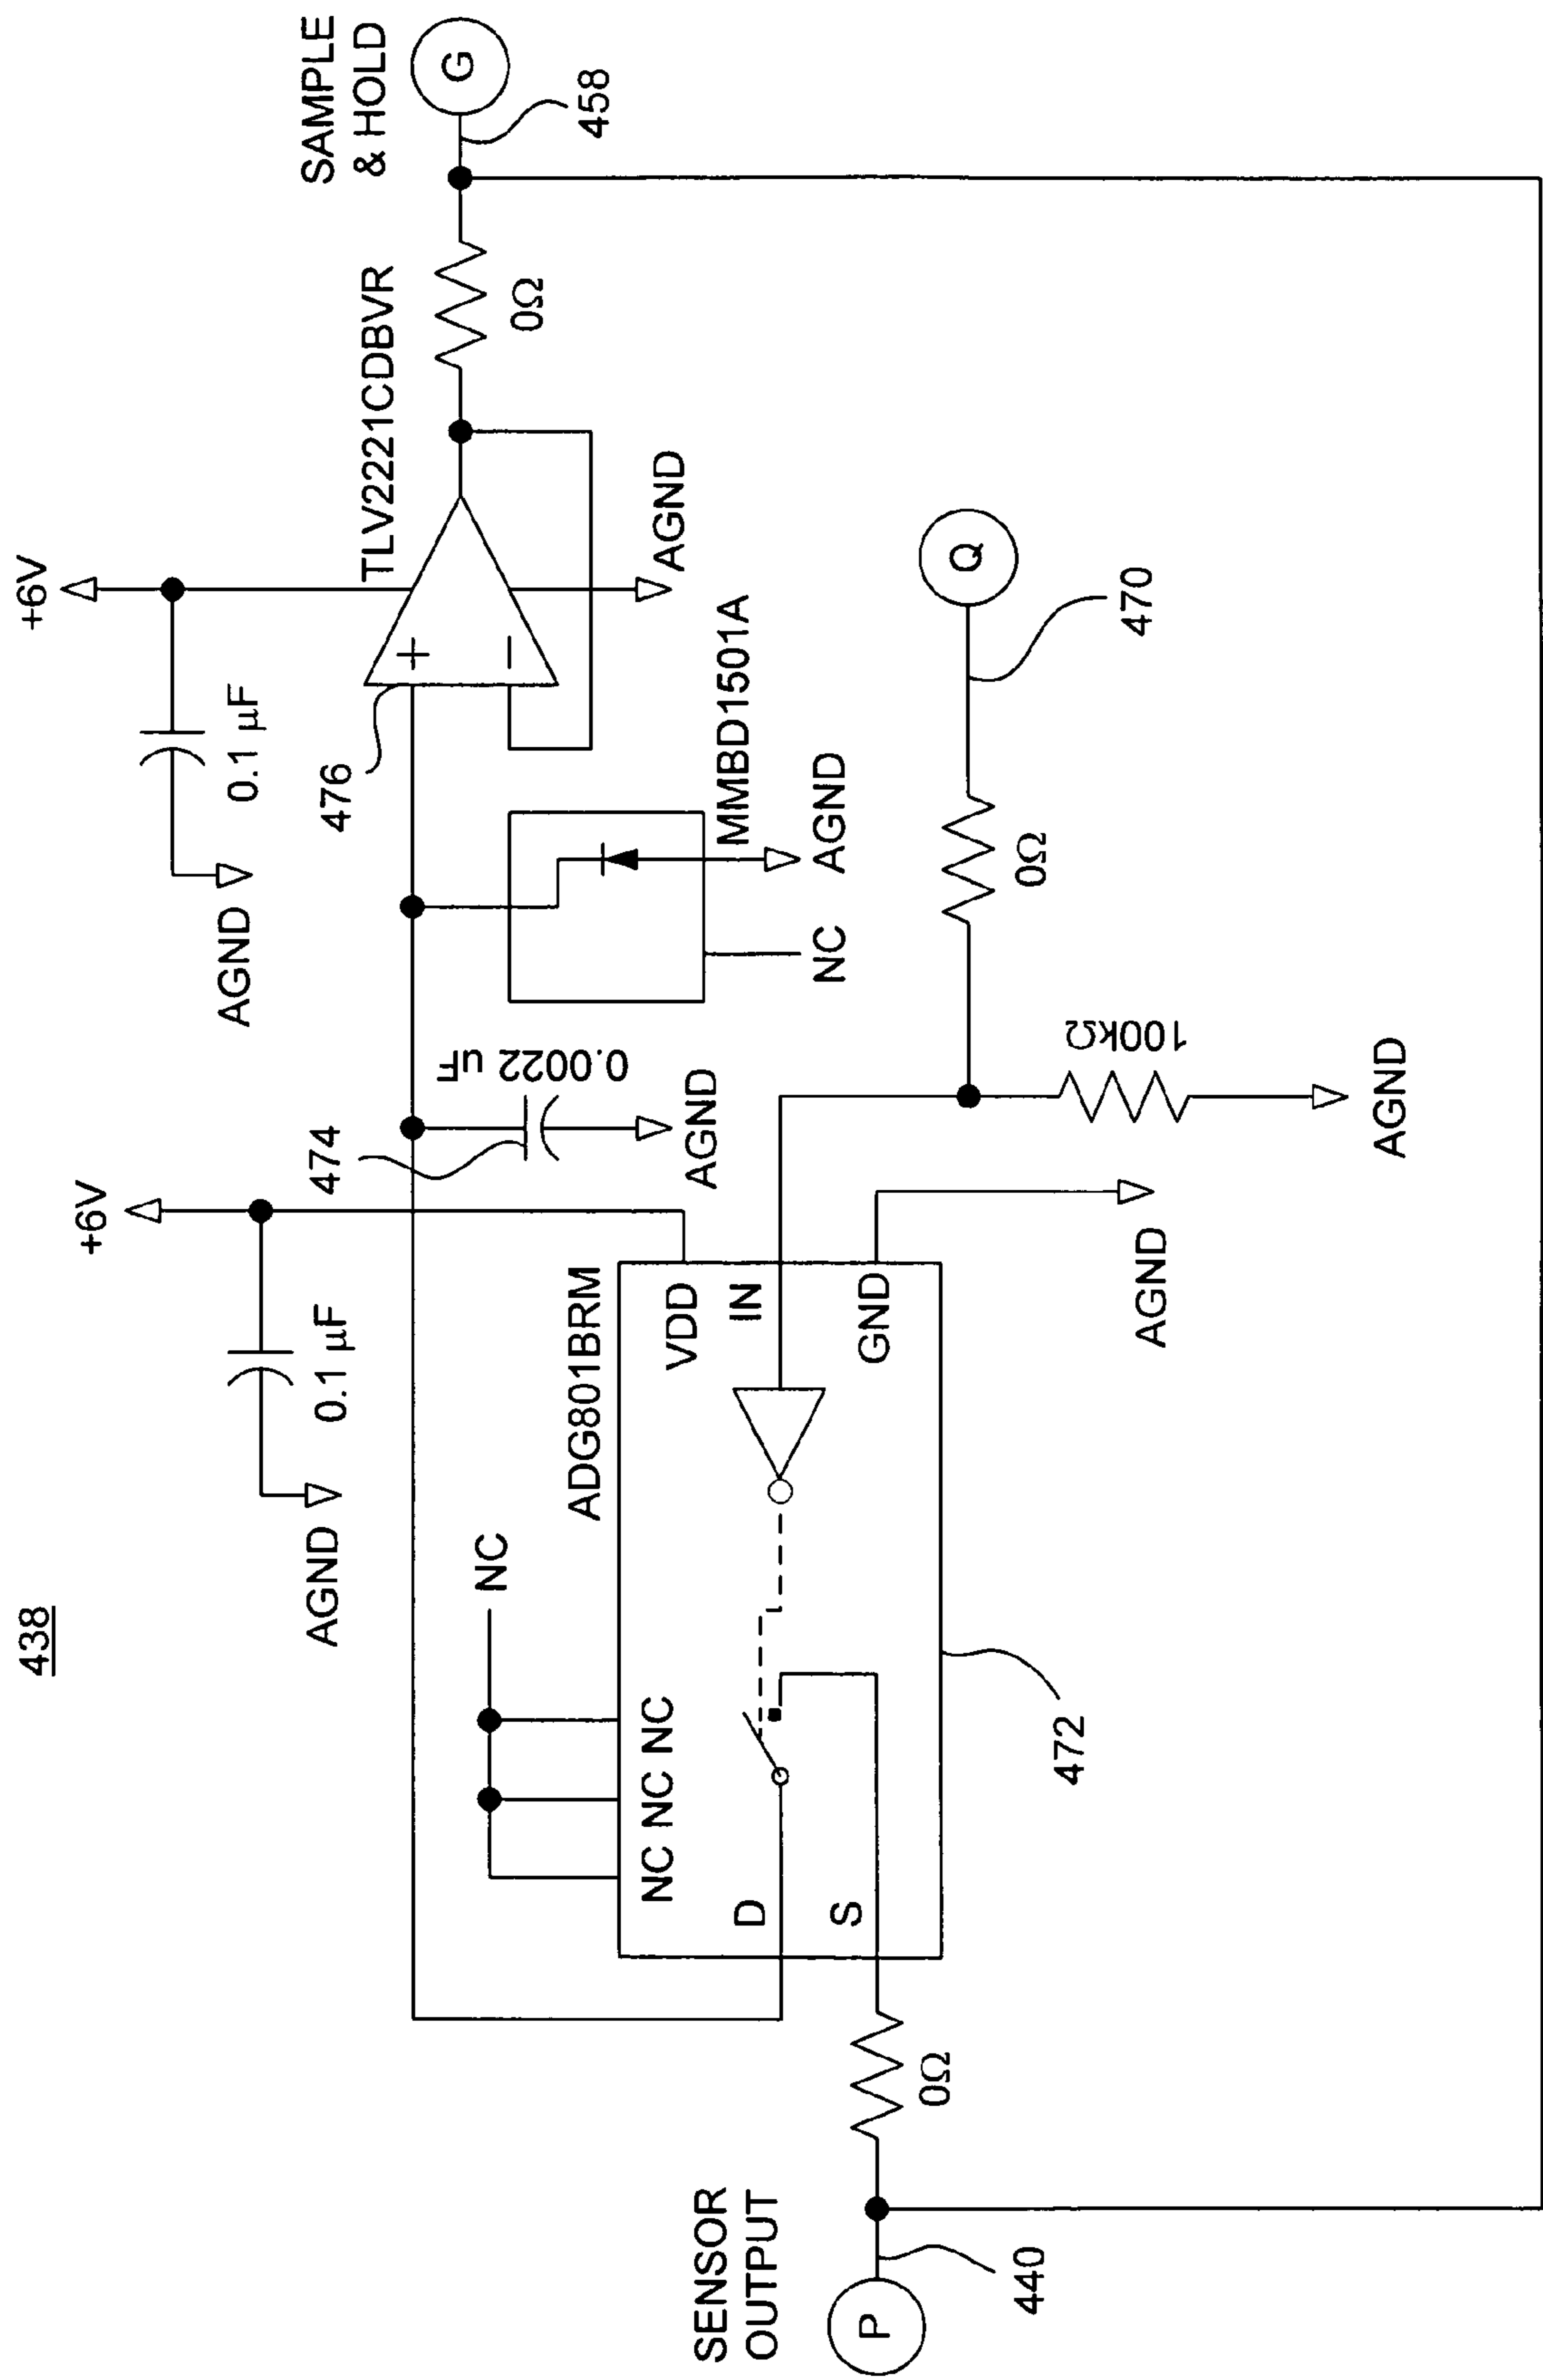 438
+6V
0.1 µF
AGND
TLV2221CDBVR
SAMPLE
& HOLD
G
458
0Ω
476
AGND
MMBD1501A
AGND
NC
+6V
0.1 µF
AGND
474
0.0022 uF
AGND
NC
ADG801BRM
NC NC NC
VDD
IN
GND
D
S
AGND
472
Q
470
0Ω
100kΩ
AGND
SENSOR
OUTPUT
P
440
0Ω